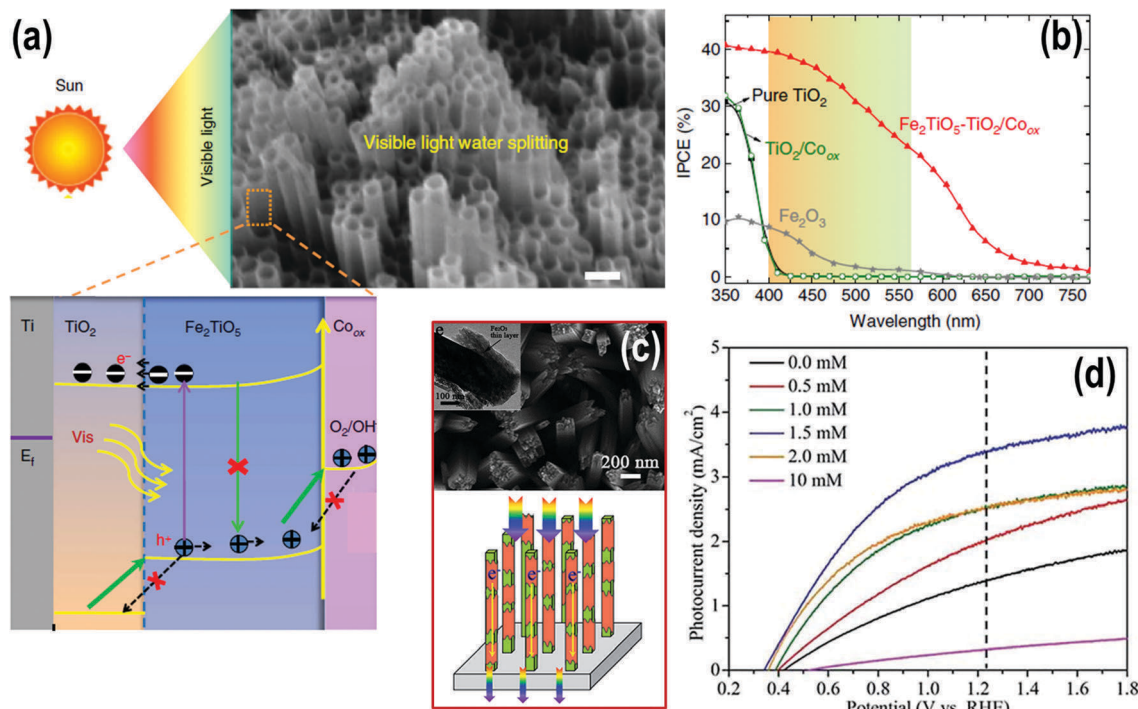 (a)
Sun
Visible light
Visible light water splitting
Ti
TiO2
Fe2TiO5
Coox
e-
Vis
Ef
h+
O2/OH-
(b)
IPCE (%)
40
30
20
10
0
Pure TiO2
TiO2/Coox
Fe2TiO5-TiO2/Coox
Fe2O3
350 400 450 500 550 600 650 700 750
Wavelength (nm)
(c)
e
thin layer
100 nm
200 nm
e- e- e-
(d)
Photocurrent density (mA/cm2)
5
4
3
2
1
0
0.0 mM
0.5 mM
1.0 mM
1.5 mM
2.0 mM
10 mM
0.2 0.4 0.6 0.8 1.0 1.2 1.4 1.6 1.8
Potential (V vs. RHE)